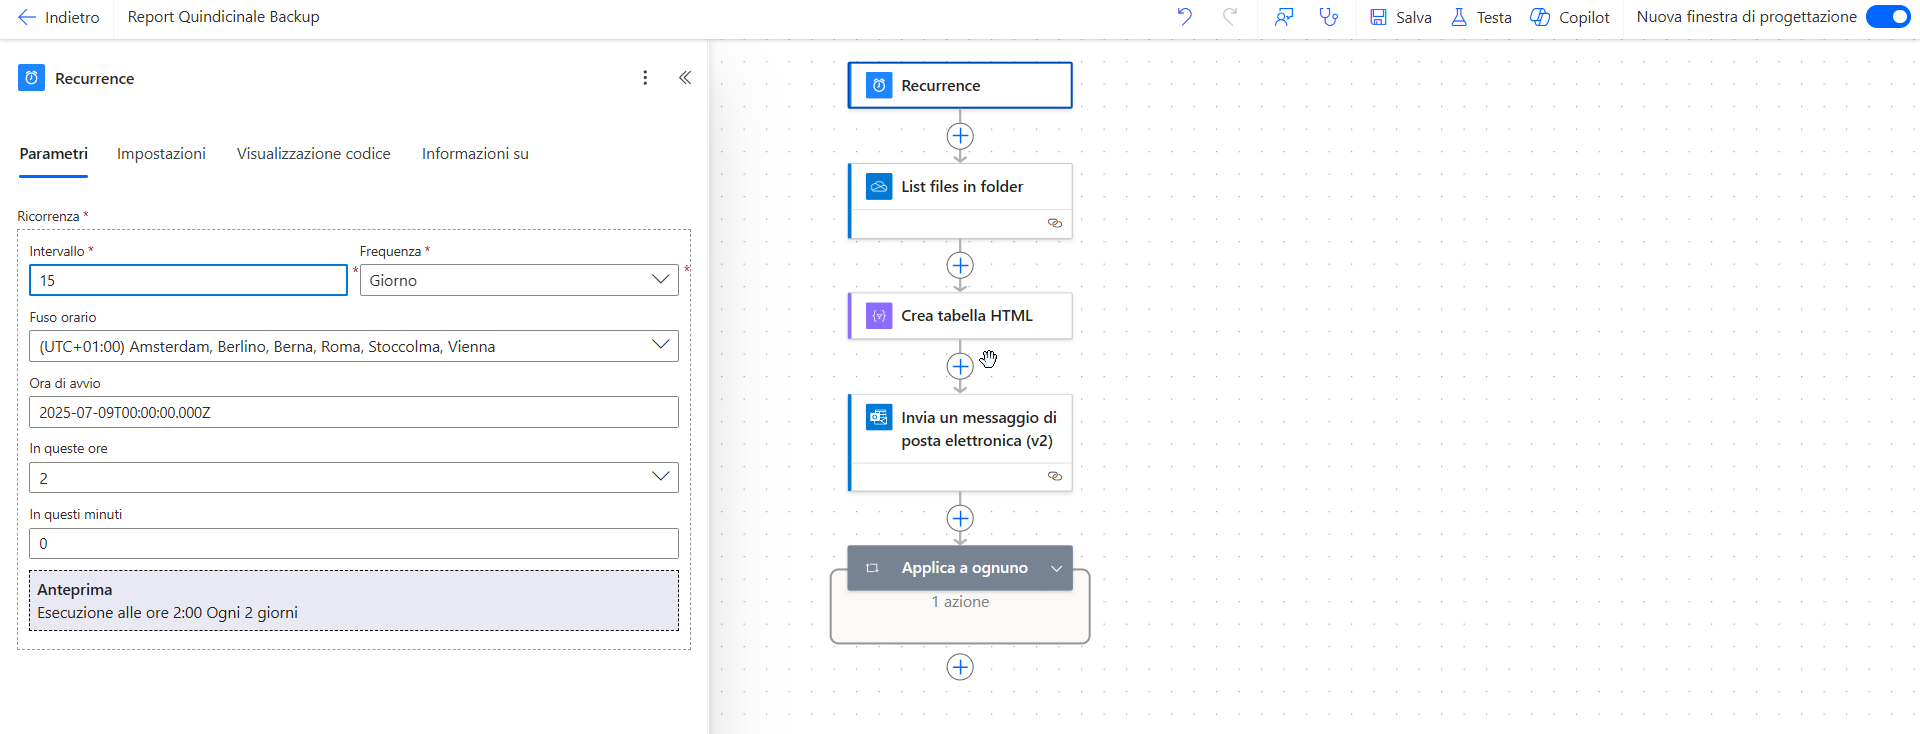 Indietro
Report Quindicinale Backup
Salva
Testa
Copilot
Nuova finestra di progettazione
Recurrence
Parametri
Impostazioni
Visualizzazione codice
Informazioni su
Ricorrenza *
Intervallo *
Frequenza *
15
*
Giorno
*
Fuso orario
(UTC+01:00) Amsterdam, Berlino, Berna, Roma, Stoccolma, Vienna
Ora di avvio
2025-07-09T00:00:00.000Z
In queste ore
2
In questi minuti
0
Anteprima
Esecuzione alle ore 2:00 Ogni 2 giorni
Recurrence
List files in folder
Crea tabella HTML
Invia un messaggio di
posta elettronica (v2)
Applica a ognuno
1 azione